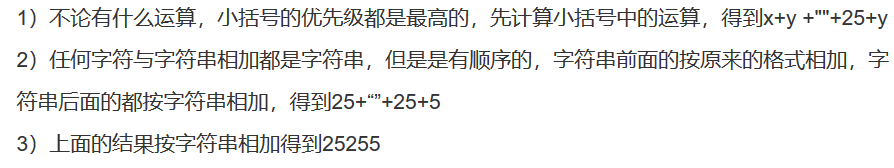 1）不论有什么运算，小括号的优先级都是最高的，先计算小括号中的运算，得到x+y +""+25+y
2）任何字符与字符串相加都是字符串，但是是有顺序的，字符串前面的按原来的格式相加，字
符串后面的都按字符串相加，得到25+“”+25+5
3）上面的结果按字符串相加得到25255